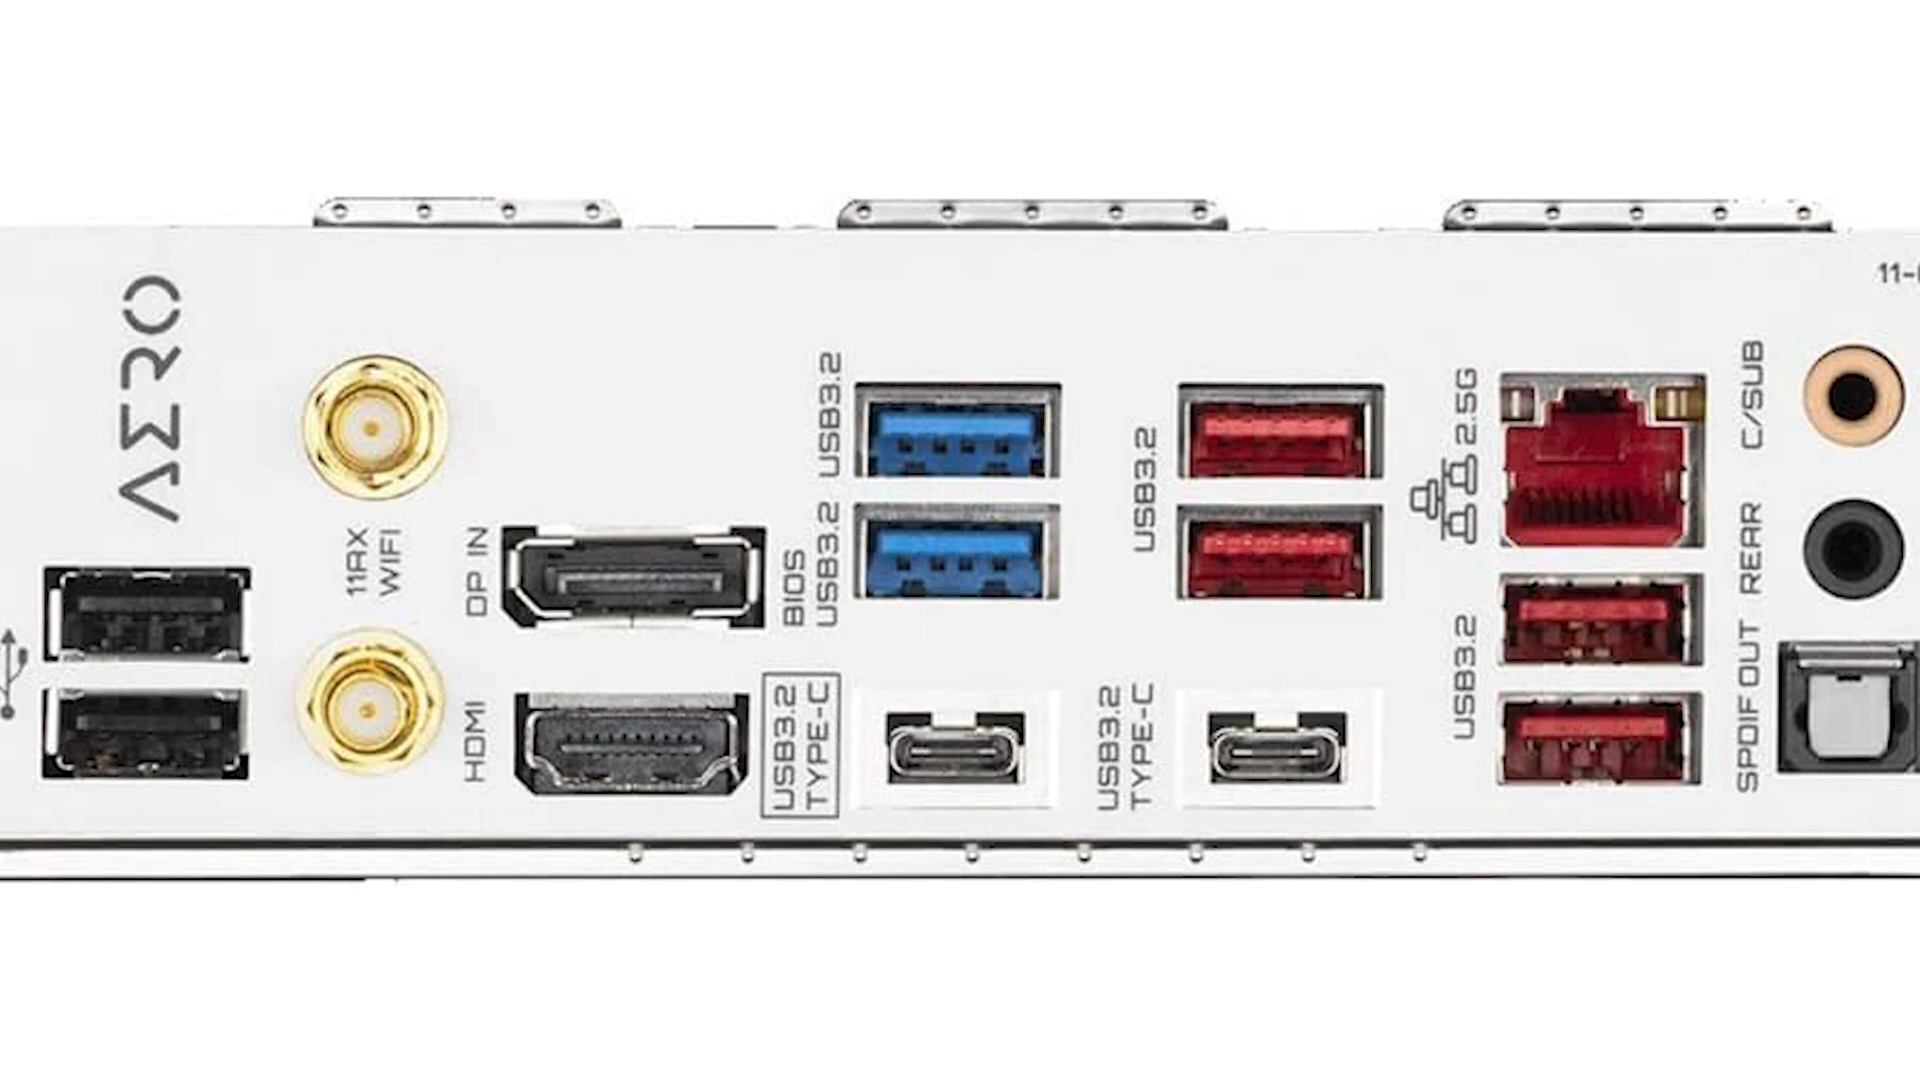 AERO
11AX
WIFI
DP IN
HDMI
USB3.2
BIOS
USB3.2
USB3.2
TYPE-C
USB3.2
USB3.2
TYPE-C
2.5G
USB3.2
C/SUB
REAR
SPDIF OUT